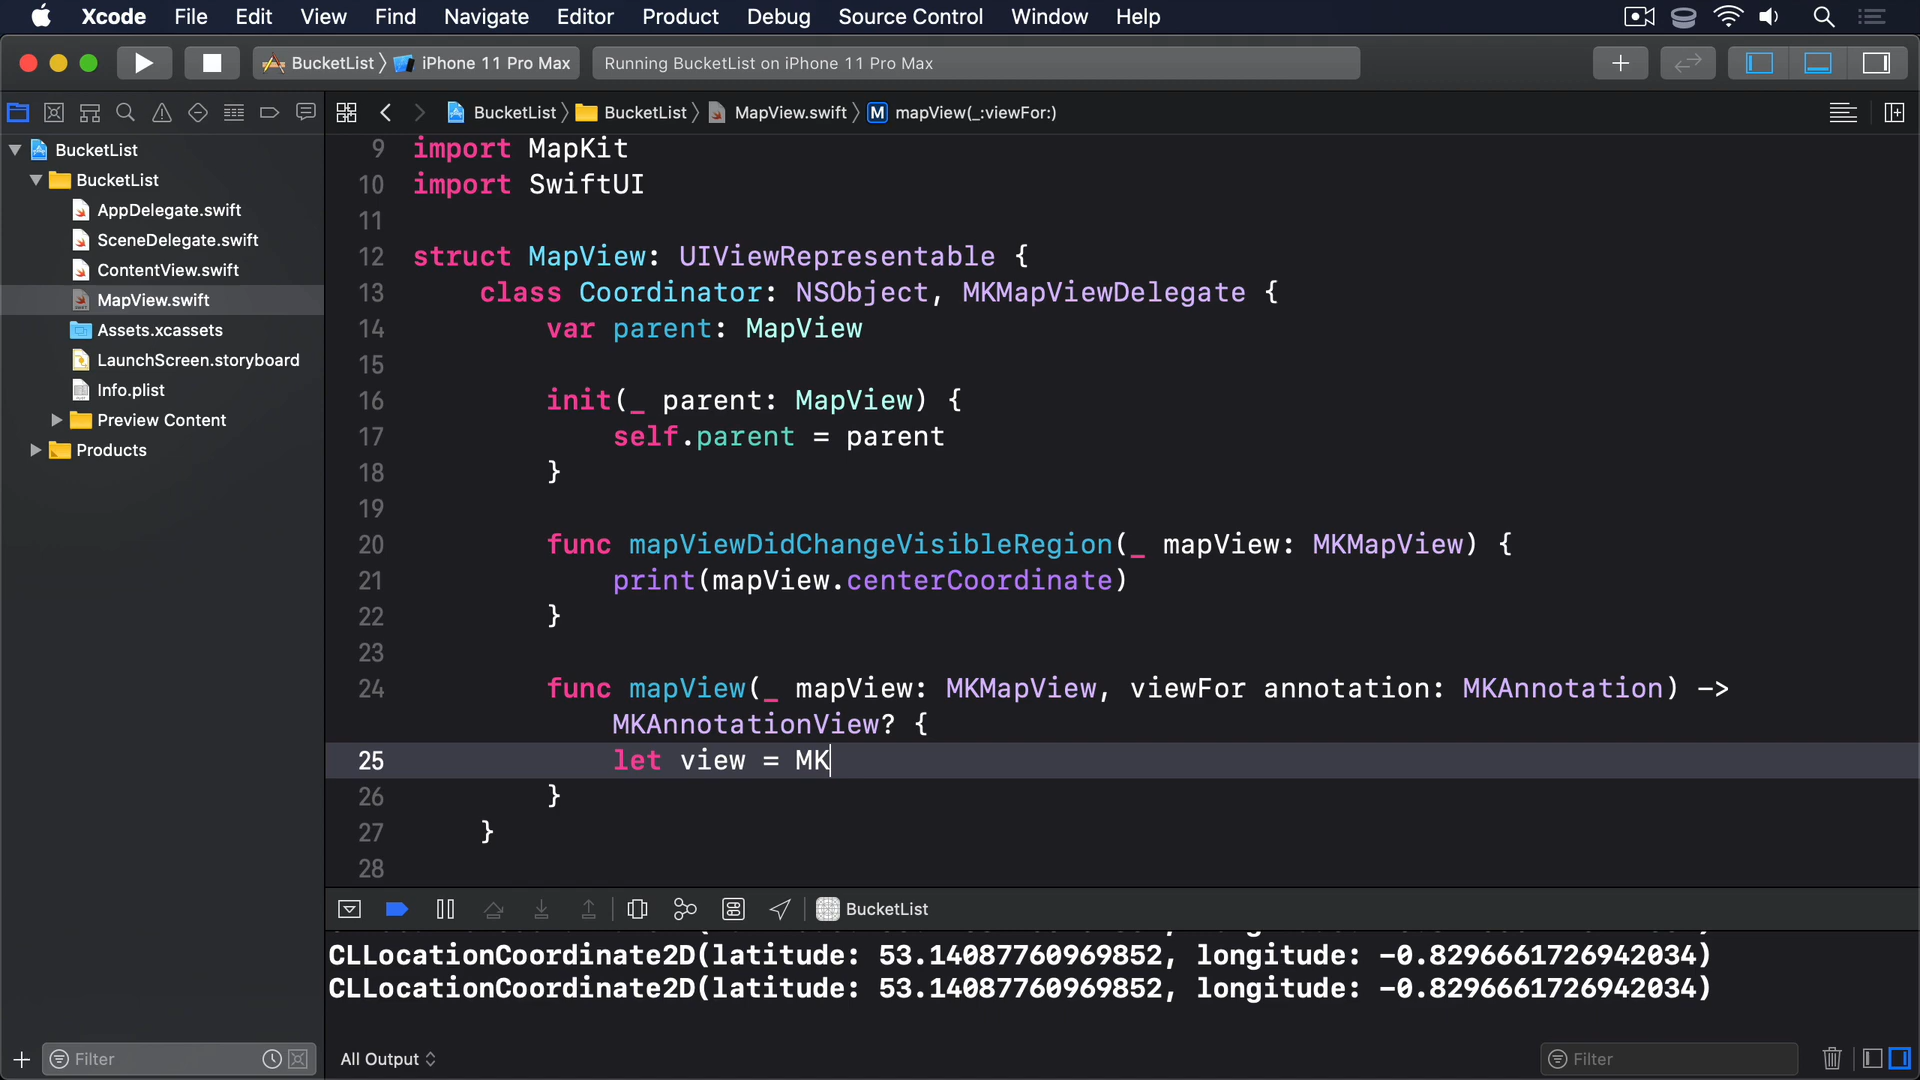 Xcode File Edit View Find Navigate Editor Product Debug Source Control Window Help
BucketList iPhone 11 Pro Max Running BucketList on iPhone 11 Pro Max
BucketList BucketList MapView.swift M mapView(_:viewFor:)
BucketList
BucketList
AppDelegate.swift
SceneDelegate.swift
ContentView.swift
MapView.swift
Assets.xcassets
LaunchScreen.storyboard
Info.plist
Preview Content
Products
9 import MapKit
10 import SwiftUI
11
12 struct MapView: UIViewRepresentable {
13 class Coordinator: NSObject, MKMapViewDelegate {
14 var parent: MapView
15
16 init(_ parent: MapView) {
17 self.parent = parent
18 }
19
20 func mapViewDidChangeVisibleRegion(_ mapView: MKMapView) {
21 print(mapView.centerCoordinate)
22 }
23
24 func mapView(_ mapView: MKMapView, viewFor annotation: MKAnnotation) ->
MKAnnotationView? {
25 let view = MK
26 }
27 }
28
BucketList
CLLocationCoordinate2D(latitude: 53.14087760969852, longitude: -0.8296661726942034)
CLLocationCoordinate2D(latitude: 53.14087760969852, longitude: -0.8296661726942034)
Filter All Output Filter